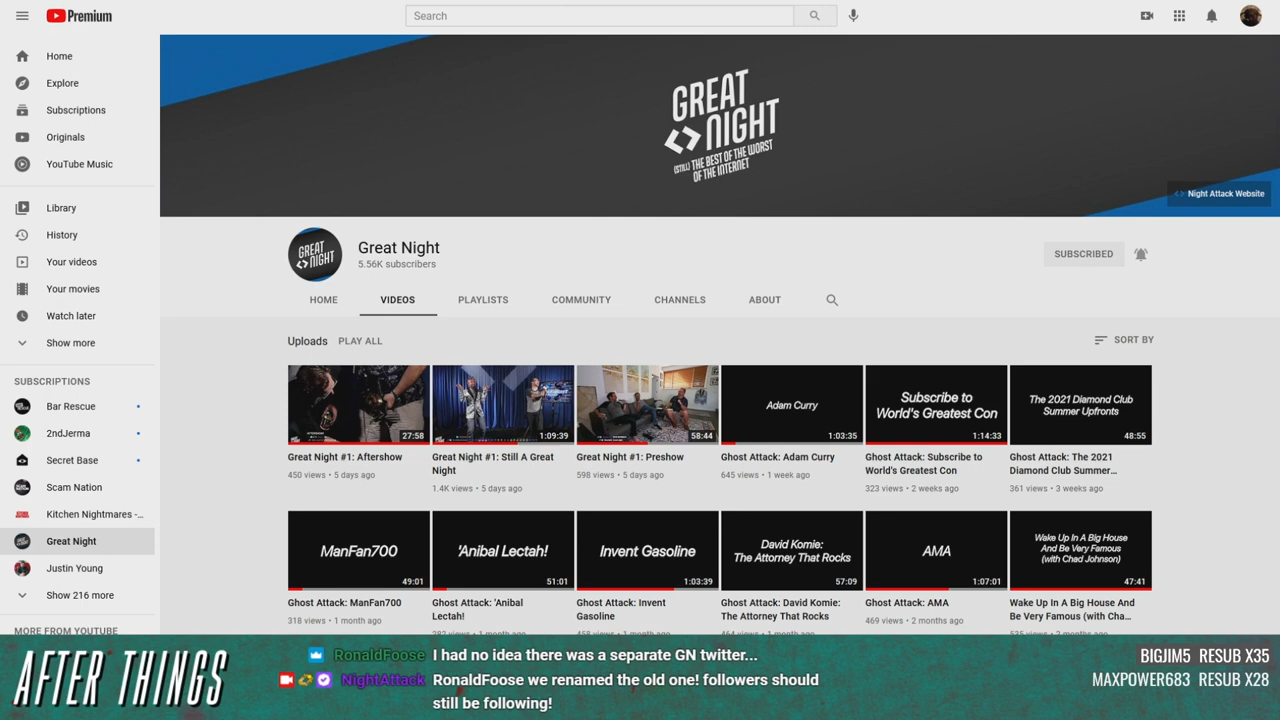 Premium
Search
Home
Explore
Subscriptions
Originals
YouTube Music
Library
History
Your videos
Your movies
Watch later
Show more
SUBSCRIPTIONS
Bar Rescue
2ndJerma
Secret Base
Scam Nation
Kitchen Nightmares -...
Great Night
Justin Young
Show 216 more
MORE FROM YOUTUBE
GREAT
NIGHT
(STILL) THE BEST OF THE WORST
OF THE INTERNET
Night Attack Website
GREAT
NIGHT
Great Night
5.56K subscribers
SUBSCRIBED
HOME VIDEOS PLAYLISTS COMMUNITY CHANNELS ABOUT
Uploads PLAY ALL SORT BY
27:58
Great Night #1: Aftershow
450 views • 5 days ago
1:09:39
Great Night #1: Still A Great
Night
1.4K views • 5 days ago
58:44
Great Night #1: Preshow
598 views • 5 days ago
Adam Curry
1:03:35
Ghost Attack: Adam Curry
645 views • 1 week ago
Subscribe to
World's Greatest Con
1:14:33
Ghost Attack: Subscribe to
World's Greatest Con
323 views • 2 weeks ago
The 2021 Diamond Club
Summer Upfronts
48:55
Ghost Attack: The 2021
Diamond Club Summer...
361 views • 3 weeks ago
ManFan700
49:01
Ghost Attack: ManFan700
318 views • 1 month ago
'Anibal Lectah!
51:01
Ghost Attack: 'Anibal
Lectah!
Invent Gasoline
1:03:39
Ghost Attack: Invent
Gasoline
David Komie:
The Attorney That Rocks
57:09
Ghost Attack: David Komie:
The Attorney That Rocks
AMA
1:07:01
Ghost Attack: AMA
469 views • 2 months ago
Wake Up In A Big House
And Be Very Famous
(with Chad Johnson)
47:41
Wake Up In A Big House And
Be Very Famous (with Cha...
AFTER THINGS
RonaldFoose I had no idea there was a separate GN twitter...
NightAttack RonaldFoose we renamed the old one! followers should
still be following!
BIGJIM5 RESUB X35
MAXPOWER683 RESUB X28